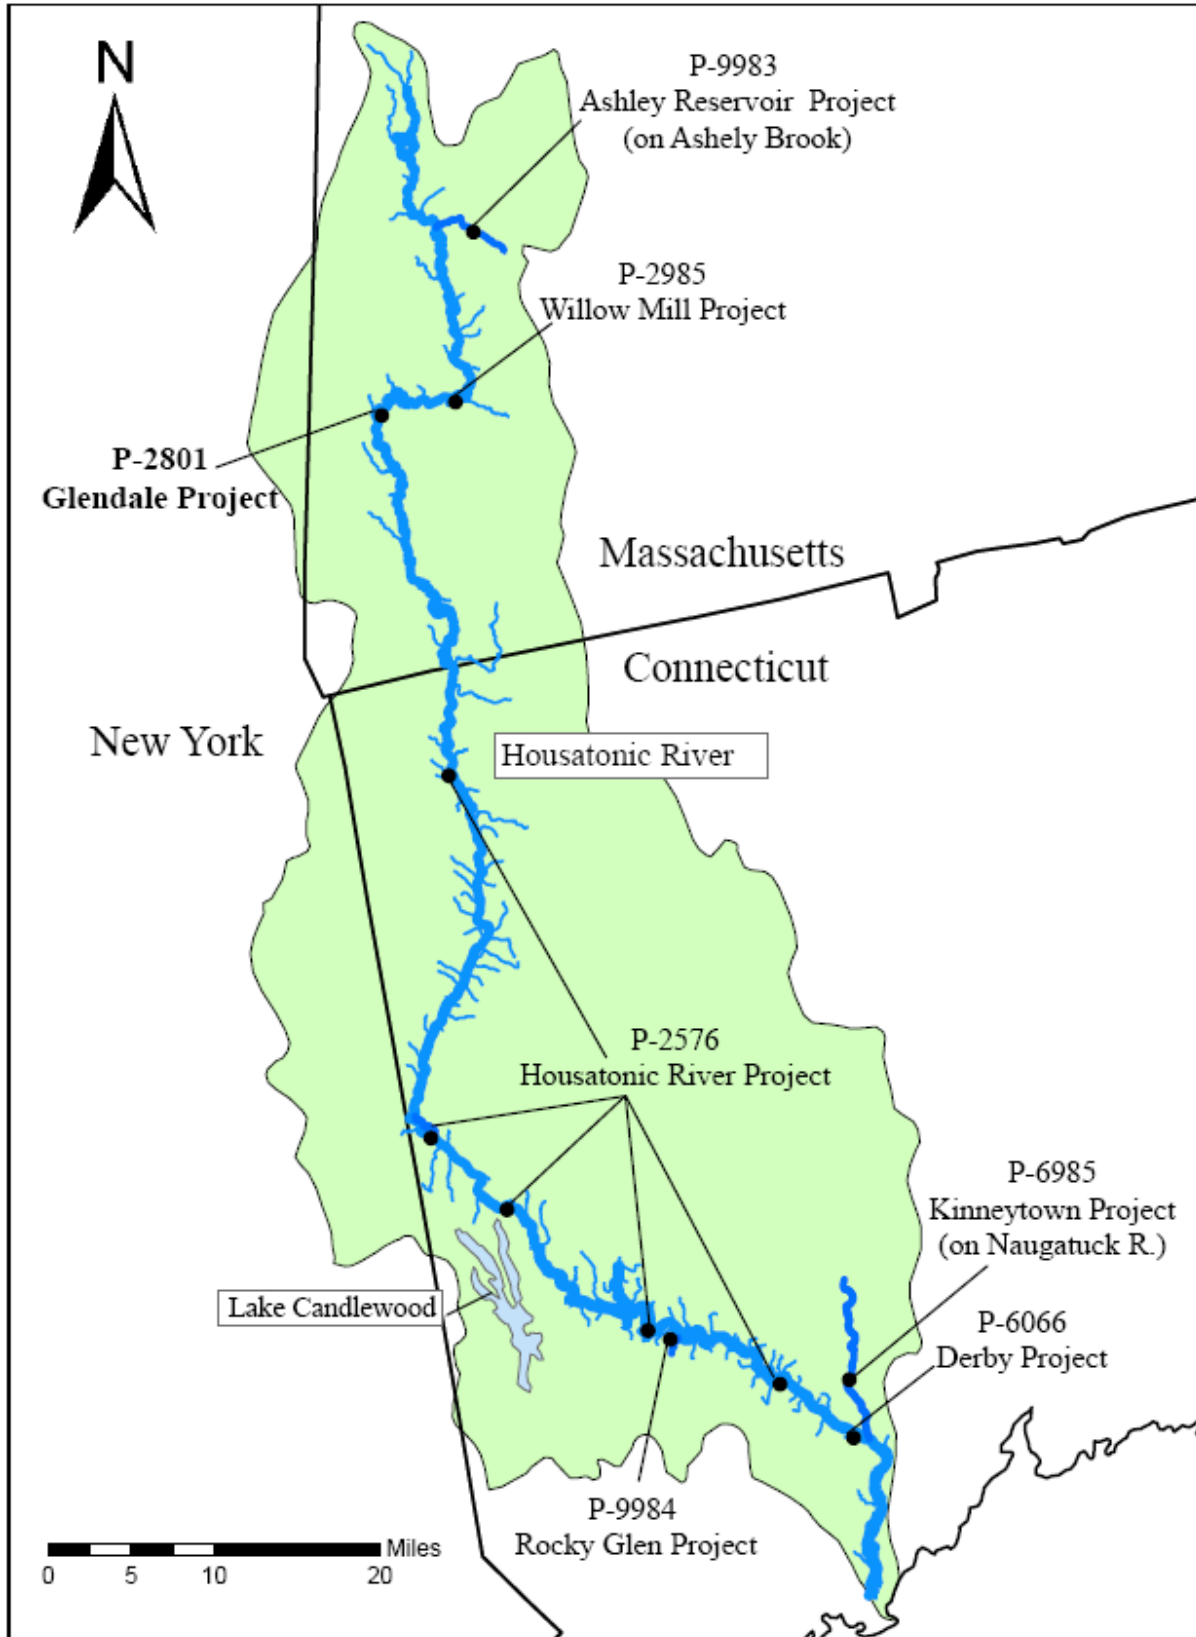 N
P-9983
Ashley Reservoir Project
(on Ashely Brook)
P-2985
Willow Mill Project
P-2801
Glendale Project
Massachusetts
Connecticut
New York
Housatonic River
P-2576
Housatonic River Project
P-6985
Kinneytown Project
(on Naugatuck R.)
Lake Candlewood
P-6066
Derby Project
P-9984
Rocky Glen Project
Miles
0 5 10 20